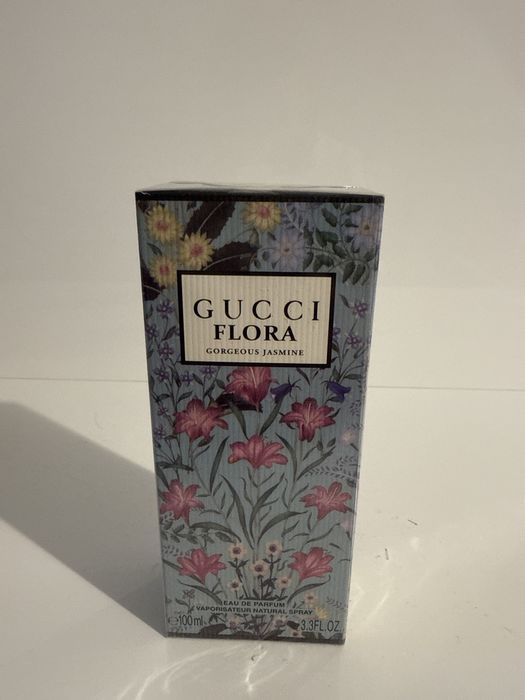 GUCCI
FLORA
GORGEOUS JASMINE
EAU DE PARFUM
VAPORISATEUR NATURAL SPRAY
℮100ml 3.3FL.OZ.